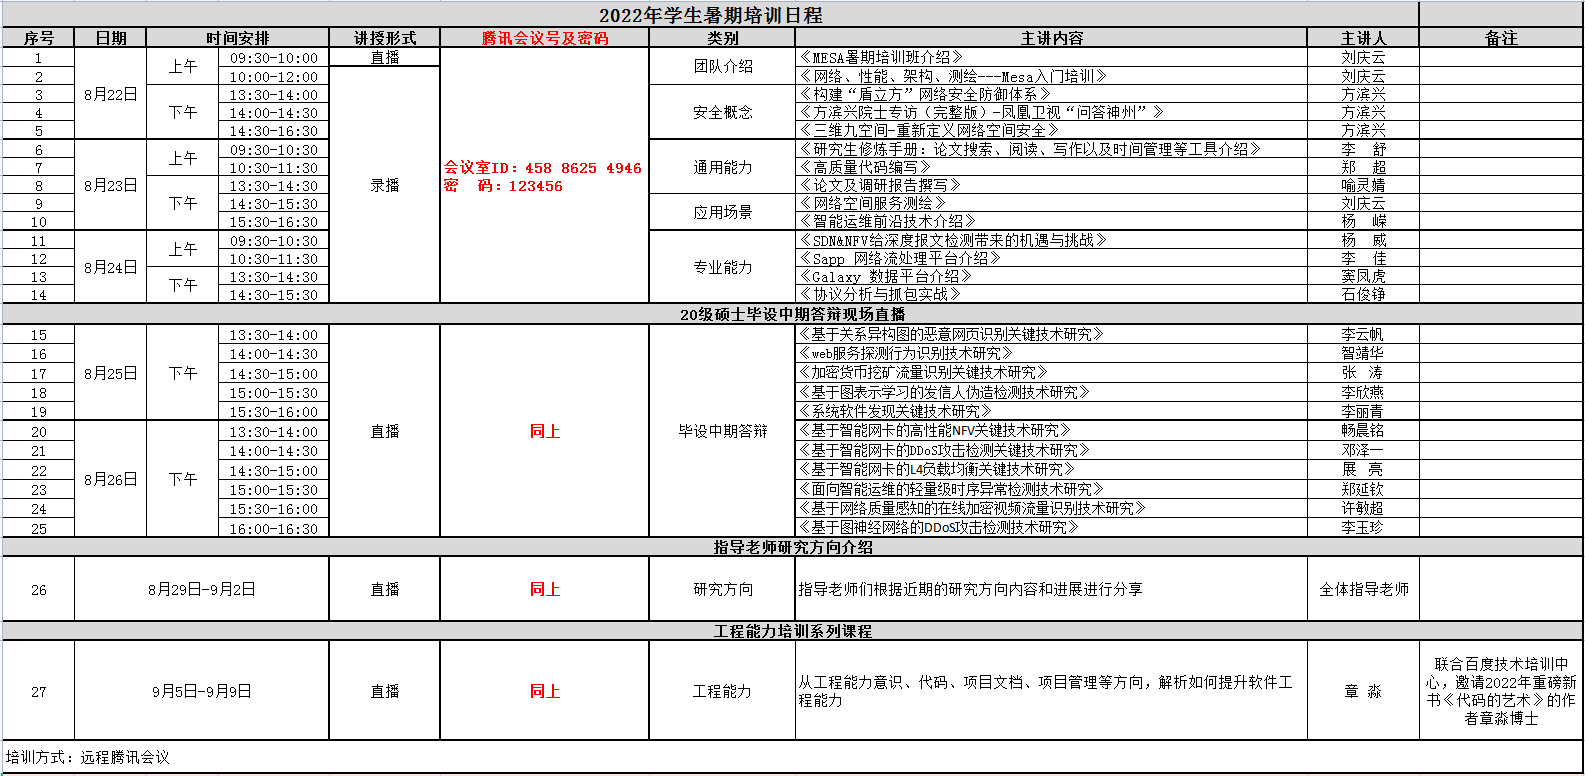 2022年学生暑期培训日程
序号 日期 时间安排 讲授形式 腾讯会议号及密码 类别 主讲内容 主讲人 备注
1 8月22日 上午 09:30-10:00 直播 会议室ID：458 8625 4946 团队介绍 《MESA暑期培训班介绍》 刘庆云
密 码：123456
2 10:00-12:00 录播 《网络、性能、架构、测绘---Mesa入门培训》 刘庆云
3 下午 13:30-14:00 安全概念 《构建“盾立方”网络安全防御体系》 方滨兴
4 14:00-14:30 《方滨兴院士专访（完整版）-凤凰卫视“问答神州”》 方滨兴
5 14:30-16:30 《三维九空间-重新定义网络空间安全》 方滨兴
6 8月23日 上午 09:30-10:30 通用能力 《研究生修炼手册：论文搜索、阅读、写作以及时间管理等工具介绍》 李 舒
7 10:30-11:30 《高质量代码编写》 郑 超
8 下午 13:30-14:30 《论文及调研报告撰写》 喻灵婧
9 14:30-15:30 应用场景 《网络空间服务测绘》 刘庆云
10 15:30-16:30 《智能运维前沿技术介绍》 杨 嵘
11 8月24日 上午 09:30-10:30 专业能力 《SDN&NFV给深度报文检测带来的机遇与挑战》 杨 威
12 10:30-11:30 《Sapp 网络流处理平台介绍》 李 佳
13 下午 13:30-14:30 《Galaxy 数据平台介绍》 窦凤虎
14 14:30-15:30 《协议分析与抓包实战》 石俊铮
20级硕士毕设中期答辩现场直播
15 8月25日 下午 13:30-14:00 直播 同上 毕设中期答辩 《基于关系异构图的恶意网页识别关键技术研究》 李云帆
16 14:00-14:30 《web服务探测行为识别技术研究》 智靖华
17 14:30-15:00 《加密货币挖矿流量识别关键技术研究》 张 涛
18 15:00-15:30 《基于图表示学习的发信人伪造检测技术研究》 李欣燕
19 15:30-16:00 《系统软件发现关键技术研究》 李丽青
20 8月26日 下午 13:30-14:00 《基于智能网卡的高性能NFV关键技术研究》 畅晨铭
21 14:00-14:30 《基于智能网卡的DDoS攻击检测关键技术研究》 邓泽一
22 14:30-15:00 《基于智能网卡的L4负载均衡关键技术研究》 展 亮
23 15:00-15:30 《面向智能运维的轻量级时序异常检测技术研究》 郑延钦
24 15:30-16:00 《基于网络质量感知的在线加密视频流量识别技术研究》 许敏超
25 16:00-16:30 《基于图神经网络的DDoS攻击检测技术研究》 李玉珍
指导老师研究方向介绍
26 8月29日-9月2日 直播 同上 研究方向 指导老师们根据近期的研究方向内容和进展进行分享 全体指导老师
工程能力培训系列课程
27 9月5日-9月9日 直播 同上 工程能力 从工程能力意识、代码、项目文档、项目管理等方向，解析如何提升软件工
程能力
章 淼
联合百度技术培训中
心，邀请2022年重磅新
书《代码的艺术》的作
者章淼博士
培训方式：远程腾讯会议